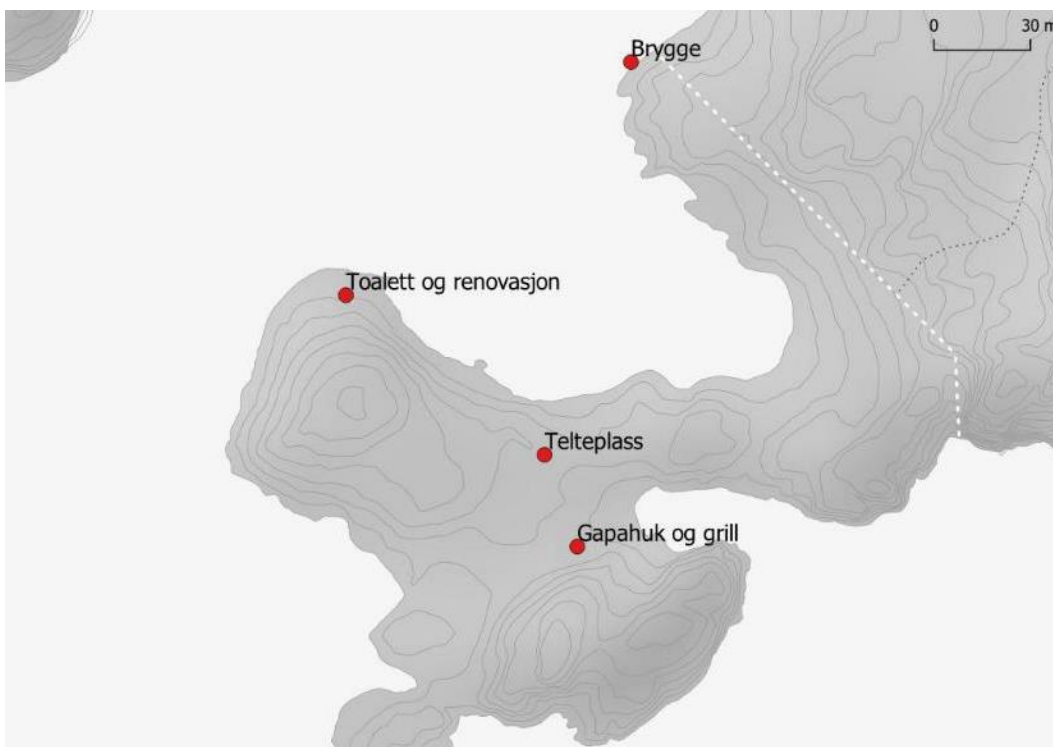 0 30 m
Brygge
Toalett og renovasjon
Telteplass
Gapahuk og grill